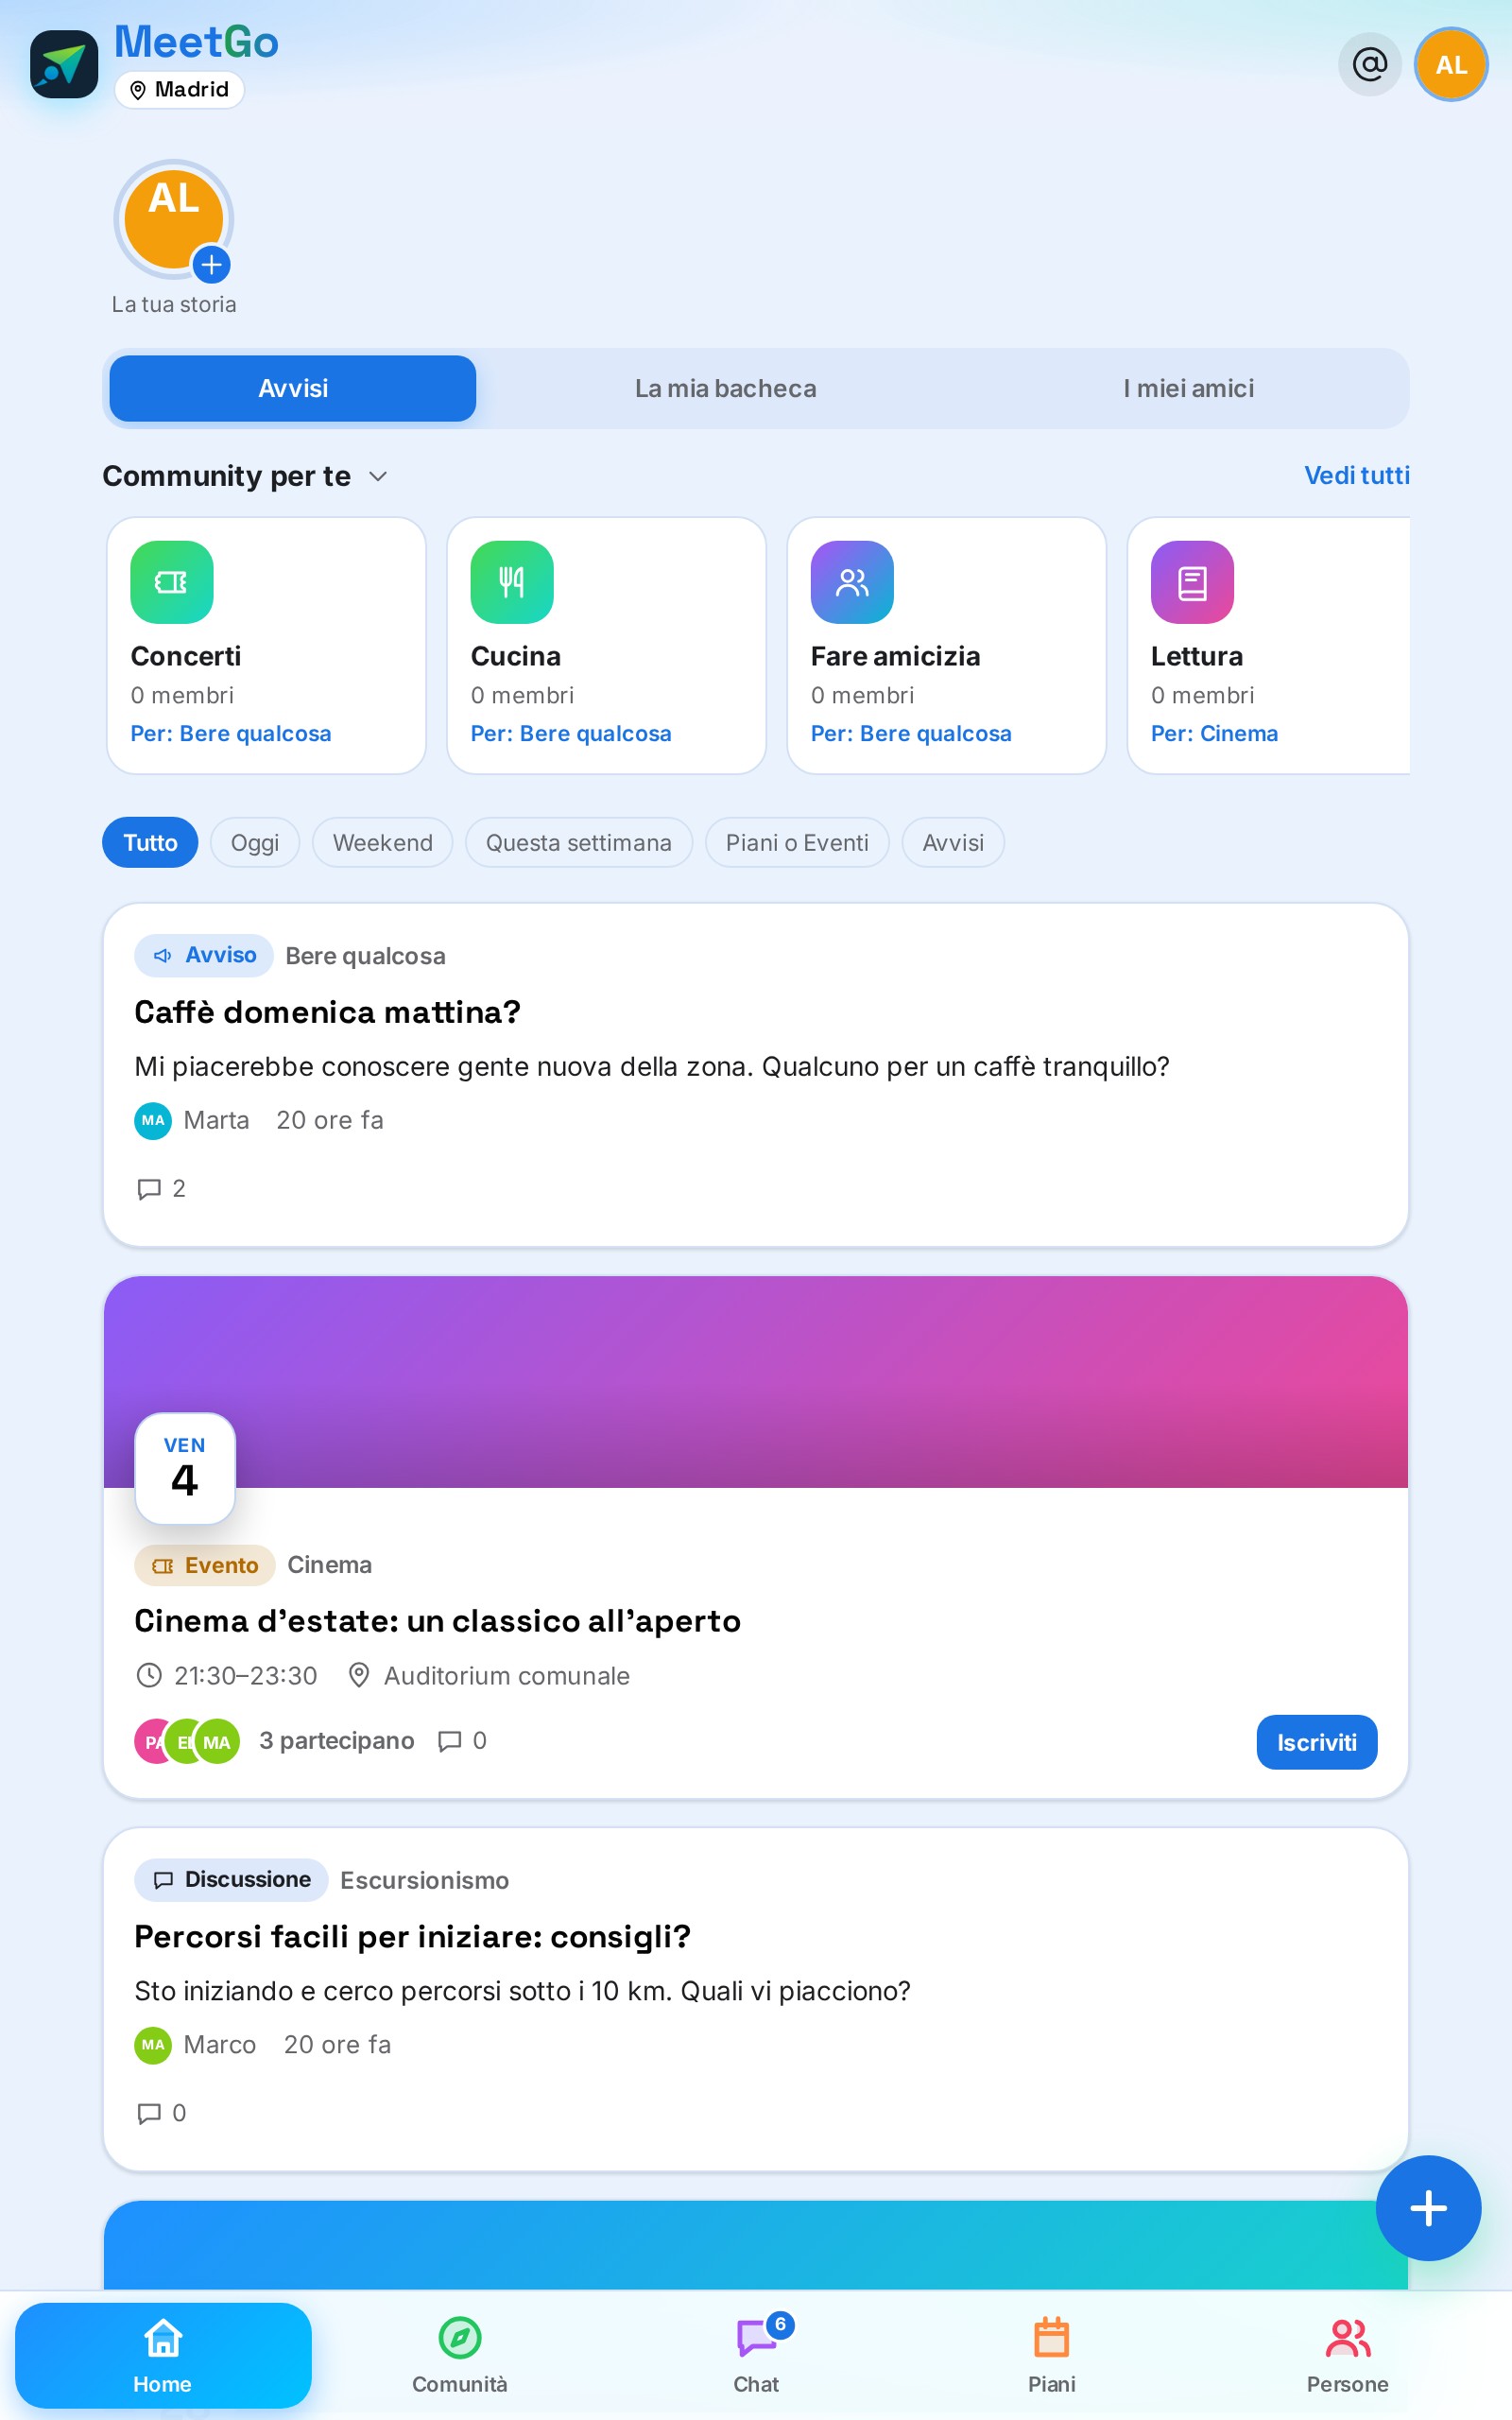 MeetGo
Madrid
@
AL
AL
La tua storia
Avvisi
La mia bacheca
I miei amici
Community per te
Vedi tutti
Concerti
0 membri
Per: Bere qualcosa
Cucina
0 membri
Per: Bere qualcosa
Fare amicizia
0 membri
Per: Bere qualcosa
Lettura
0 membri
Per: Cinema
Tutto
Oggi
Weekend
Questa settimana
Piani o Eventi
Avvisi
Avviso
Bere qualcosa
Caffè domenica mattina?
Mi piacerebbe conoscere gente nuova della zona. Qualcuno per un caffè tranquillo?
MA
Marta
20 ore fa
2
VEN
4
Evento
Cinema
Cinema d’estate: un classico all’aperto
21:30–23:30
Auditorium comunale
MA
3 partecipano
0
Iscriviti
Discussione
Escursionismo
Percorsi facili per iniziare: consigli?
Sto iniziando e cerco percorsi sotto i 10 km. Quali vi piacciono?
MA
Marco
20 ore fa
0
Home
Comunità
6
Chat
Piani
Persone